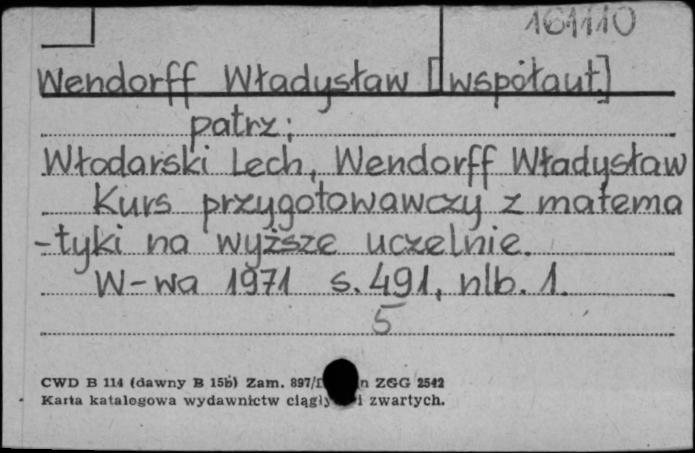 161110
Wendorff Władysław [współaut.]
patrz:
Włodarski Lech, Wendorff Władysław
Kurs przygotowawczy z matema
-tyki na wyższe uczelnie.
W-wa 1971 s. 491, nlb. 1.
5
CWD B 114 (dawny B 15b) Zam. 897/ n ZGG 2542
Karta katalogowa wydawnictw i zwartych.